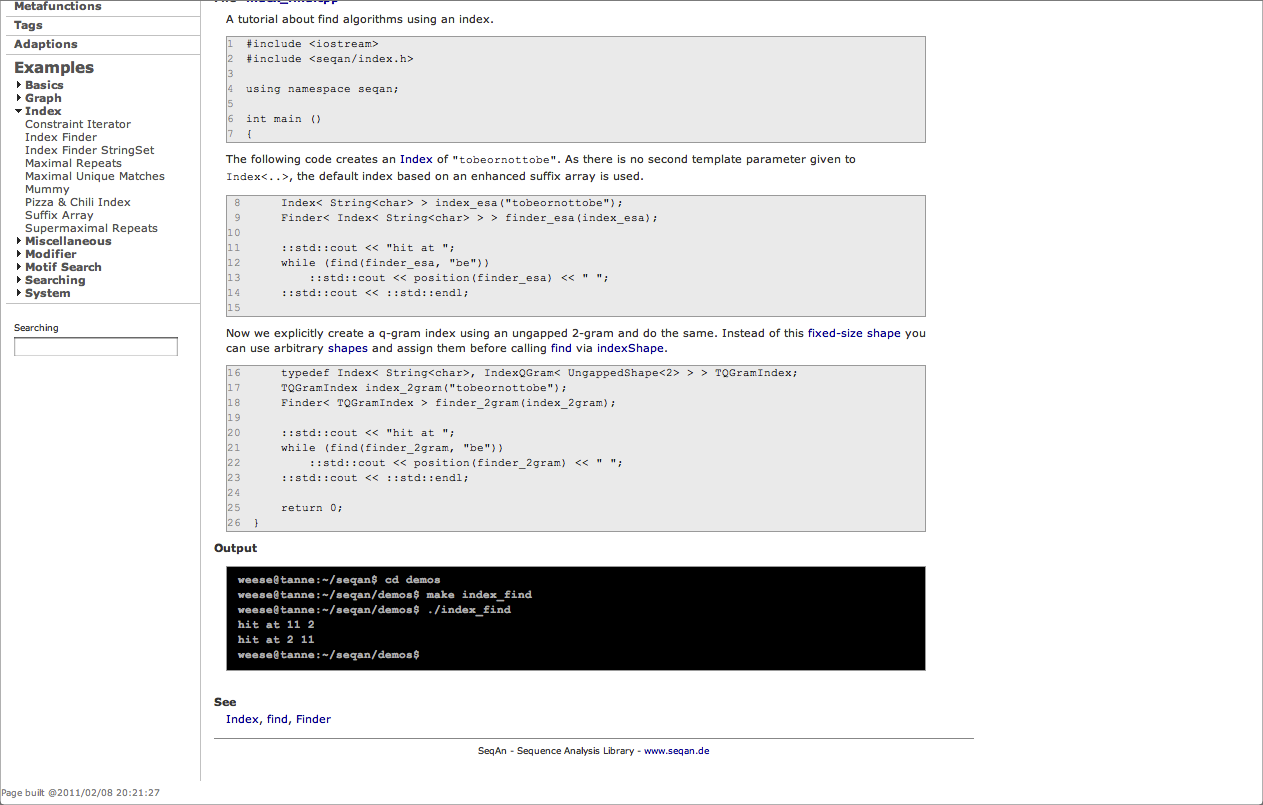 Metafunctions
Tags
Adaptions
Examples
Basics
Graph
Index
Constraint Iterator
Index Finder
Index Finder StringSet
Maximal Repeats
Maximal Unique Matches
Mummy
Pizza & Chili Index
Suffix Array
Supermaximal Repeats
Miscellaneous
Modifier
Motif Search
Searching
System
Searching
A tutorial about find algorithms using an index.
1 #include <iostream>
2 #include <seqan/index.h>
3
4 using namespace seqan;
5
6 int main ()
7 {
The following code creates an Index of "tobeornottobe". As there is no second template parameter given to
Index<..>, the default index based on an enhanced suffix array is used.
8 Index< String<char> > index_esa("tobeornottobe");
9 Finder< Index< String<char> > > finder_esa(index_esa);
10
11 ::std::cout << "hit at ";
12 while (find(finder_esa, "be"))
13 ::std::cout << position(finder_esa) << " ";
14 ::std::cout << ::std::endl;
15
Now we explicitly create a q-gram index using an ungapped 2-gram and do the same. Instead of this fixed-size shape you
can use arbitrary shapes and assign them before calling find via indexShape.
16 typedef Index< String<char>, IndexQGram< UngappedShape<2> > > TQGramIndex;
17 TQGramIndex index_2gram("tobeornottobe");
18 Finder< TQGramIndex > finder_2gram(index_2gram);
19
20 ::std::cout << "hit at ";
21 while (find(finder_2gram, "be"))
22 ::std::cout << position(finder_2gram) << " ";
23 ::std::cout << ::std::endl;
24
25 return 0;
26 }
Output
weese@tanne:~/seqan$ cd demos
weese@tanne:~/seqan/demos$ make index_find
weese@tanne:~/seqan/demos$ ./index_find
hit at 11 2
hit at 2 11
weese@tanne:~/seqan/demos$
See
Index, find, Finder
SeqAn - Sequence Analysis Library - www.seqan.de
Page built @2011/02/08 20:21:27